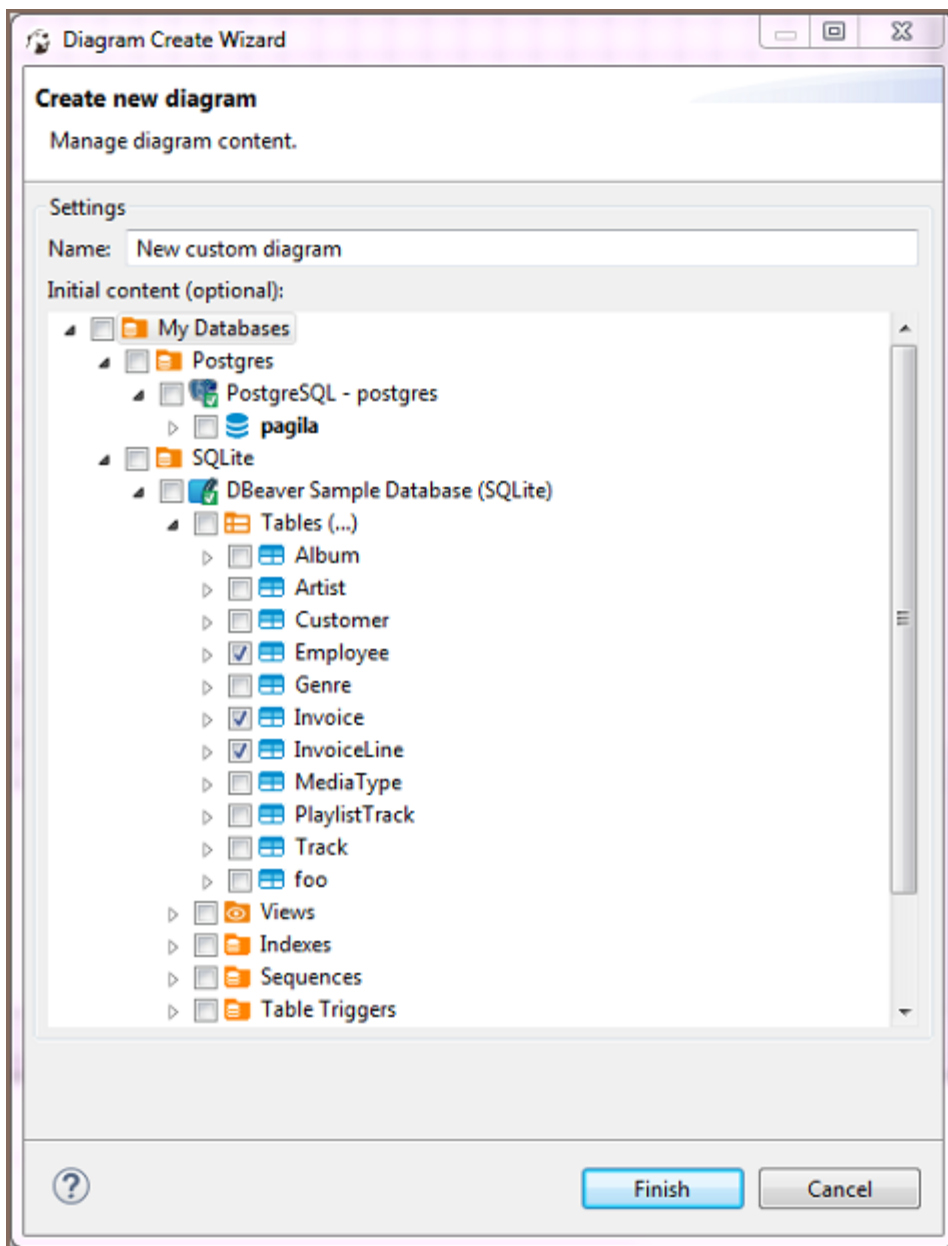 Diagram Create Wizard
Create new diagram
Manage diagram content.
Settings
Name: New custom diagram
Initial content (optional):
My Databases
Postgres
PostgreSQL - postgres
pagila
SQLite
DBeaver Sample Database (SQLite)
Tables (...)
Album
Artist
Customer
Employee
Genre
Invoice
InvoiceLine
MediaType
PlaylistTrack
Track
foo
Views
Indexes
Sequences
Table Triggers
?
Finish Cancel